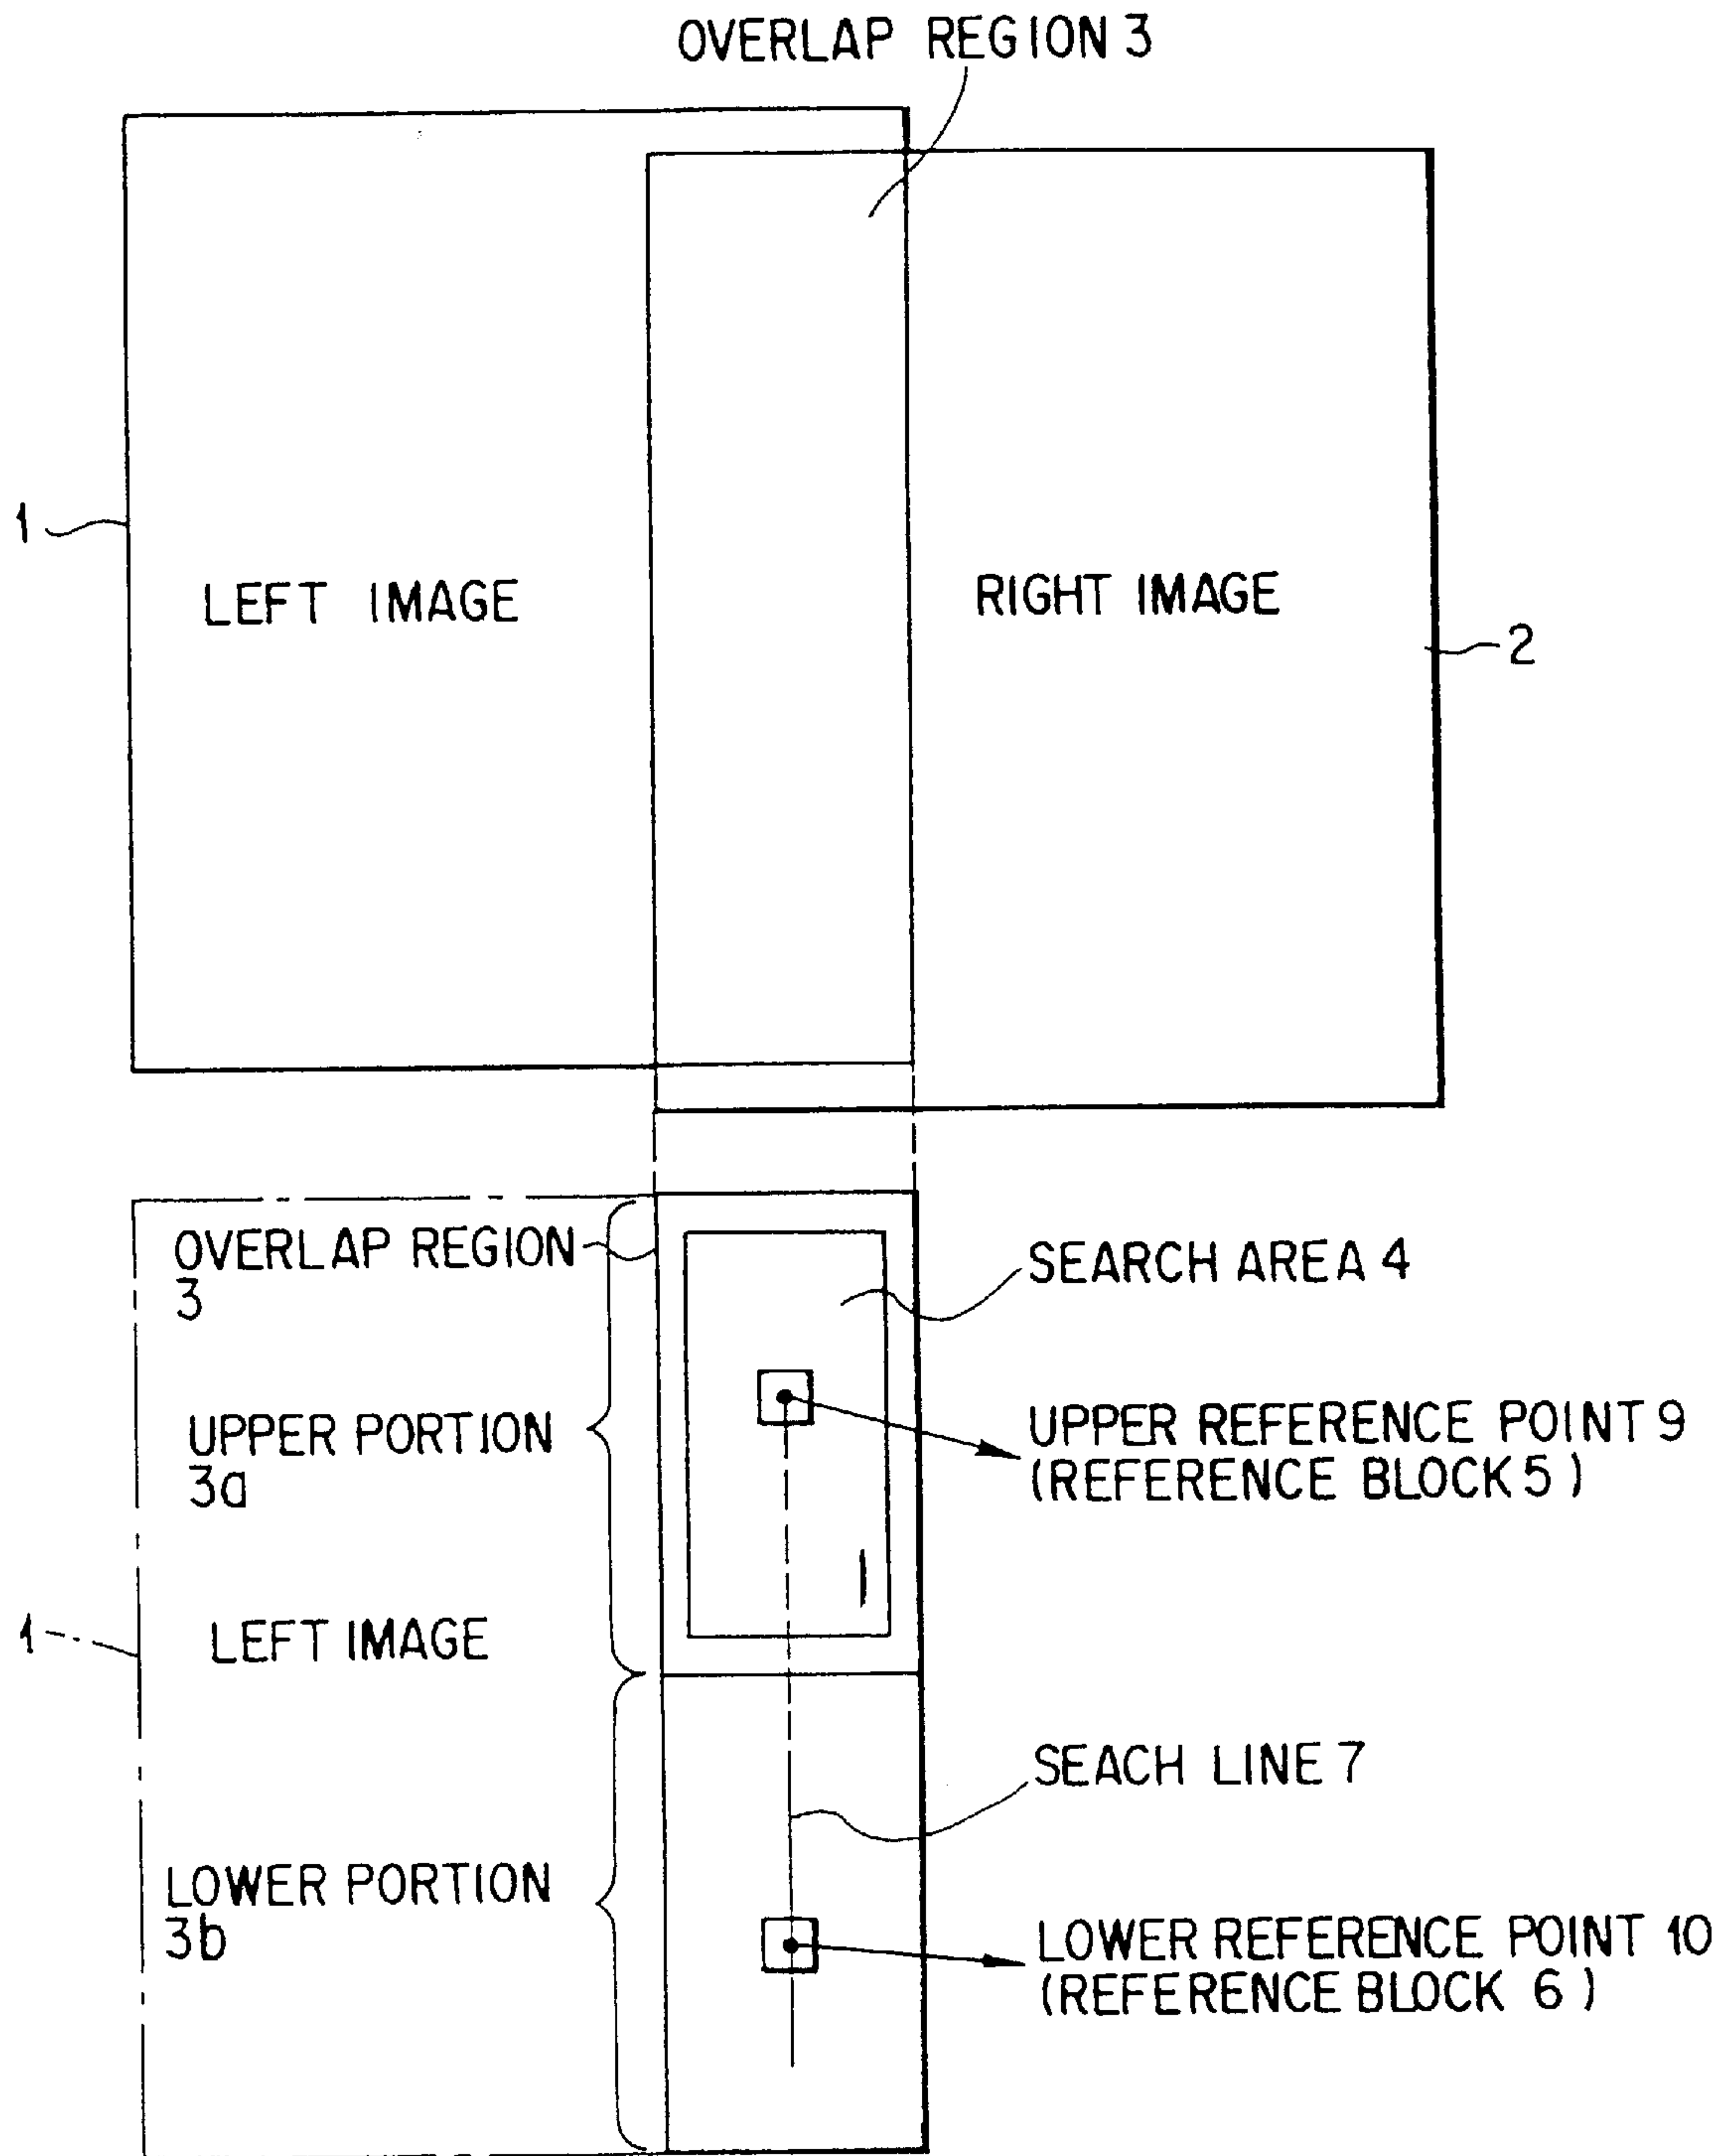 OVERLAP REGION 3
1
LEFT IMAGE
RIGHT IMAGE
2
OVERLAP REGION
3
SEARCH AREA 4
UPPER PORTION
3a
UPPER REFERENCE POINT 9
(REFERENCE BLOCK 5)
1
LEFT IMAGE
SEACH LINE 7
LOWER PORTION
3b
LOWER REFERENCE POINT 10
(REFERENCE BLOCK 6)